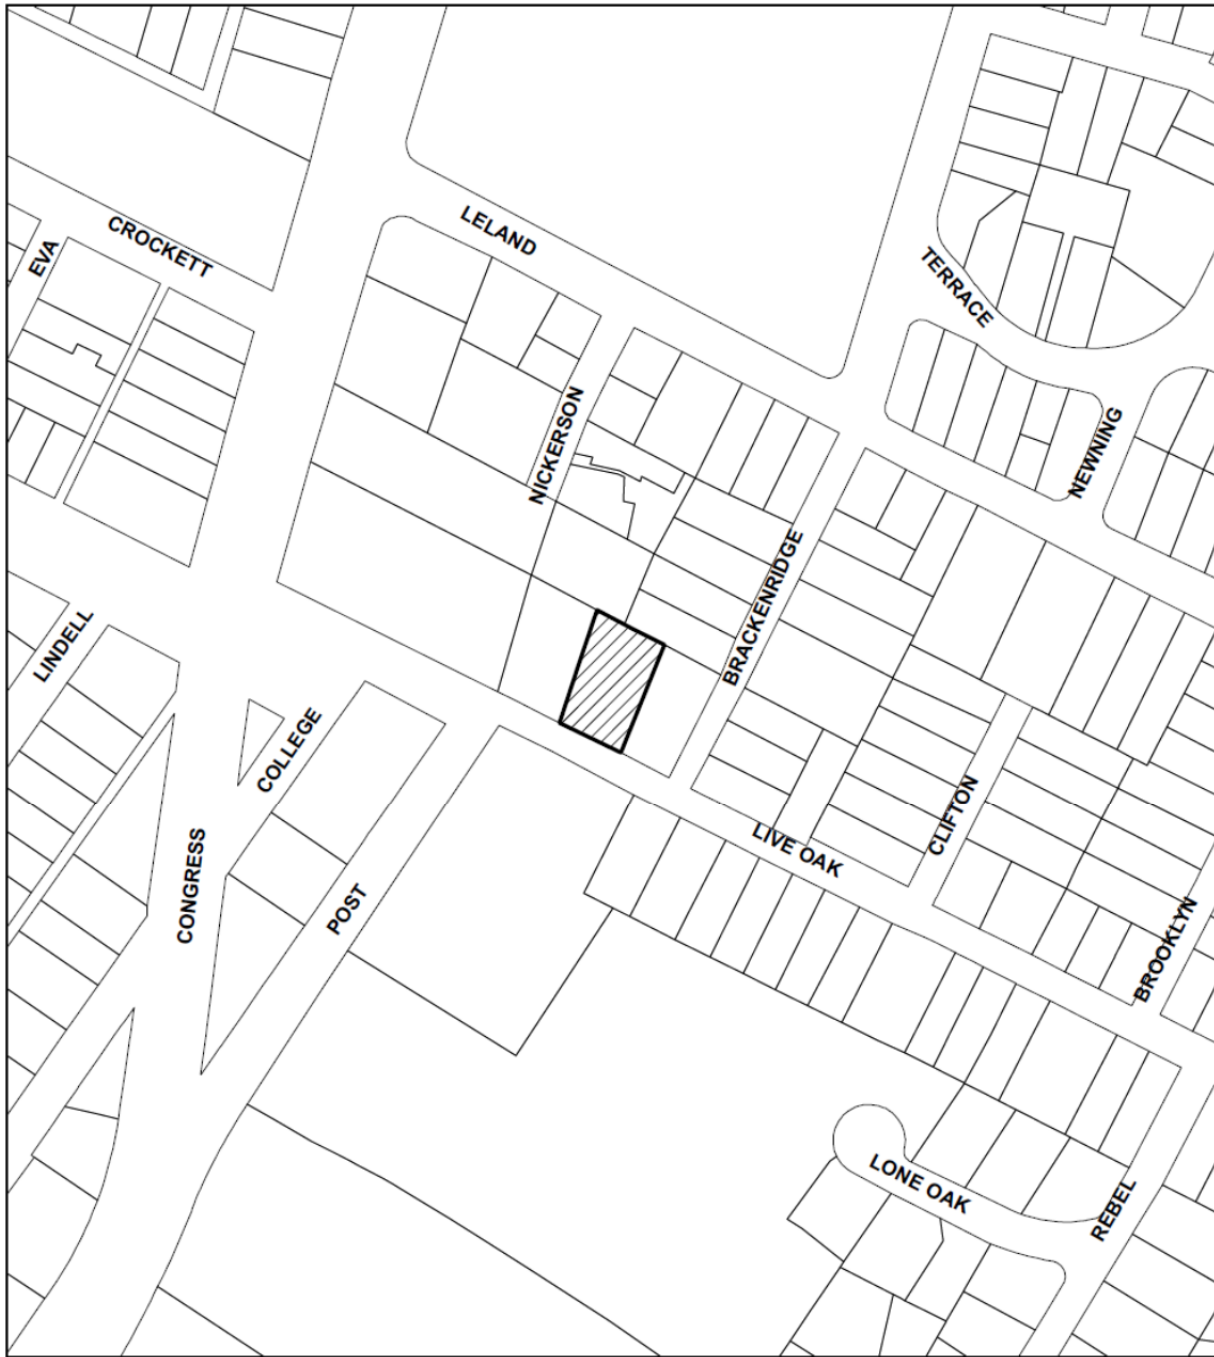 LELAND
CROCKETT
EVA
TERRACE
NICKERSON
NEWNING
BRACKENRIDGE
LINDELL
COLLEGE
CLIFTON
LIVE OAK
CONGRESS
POST
BROOKLYN
LONE OAK
REBEL